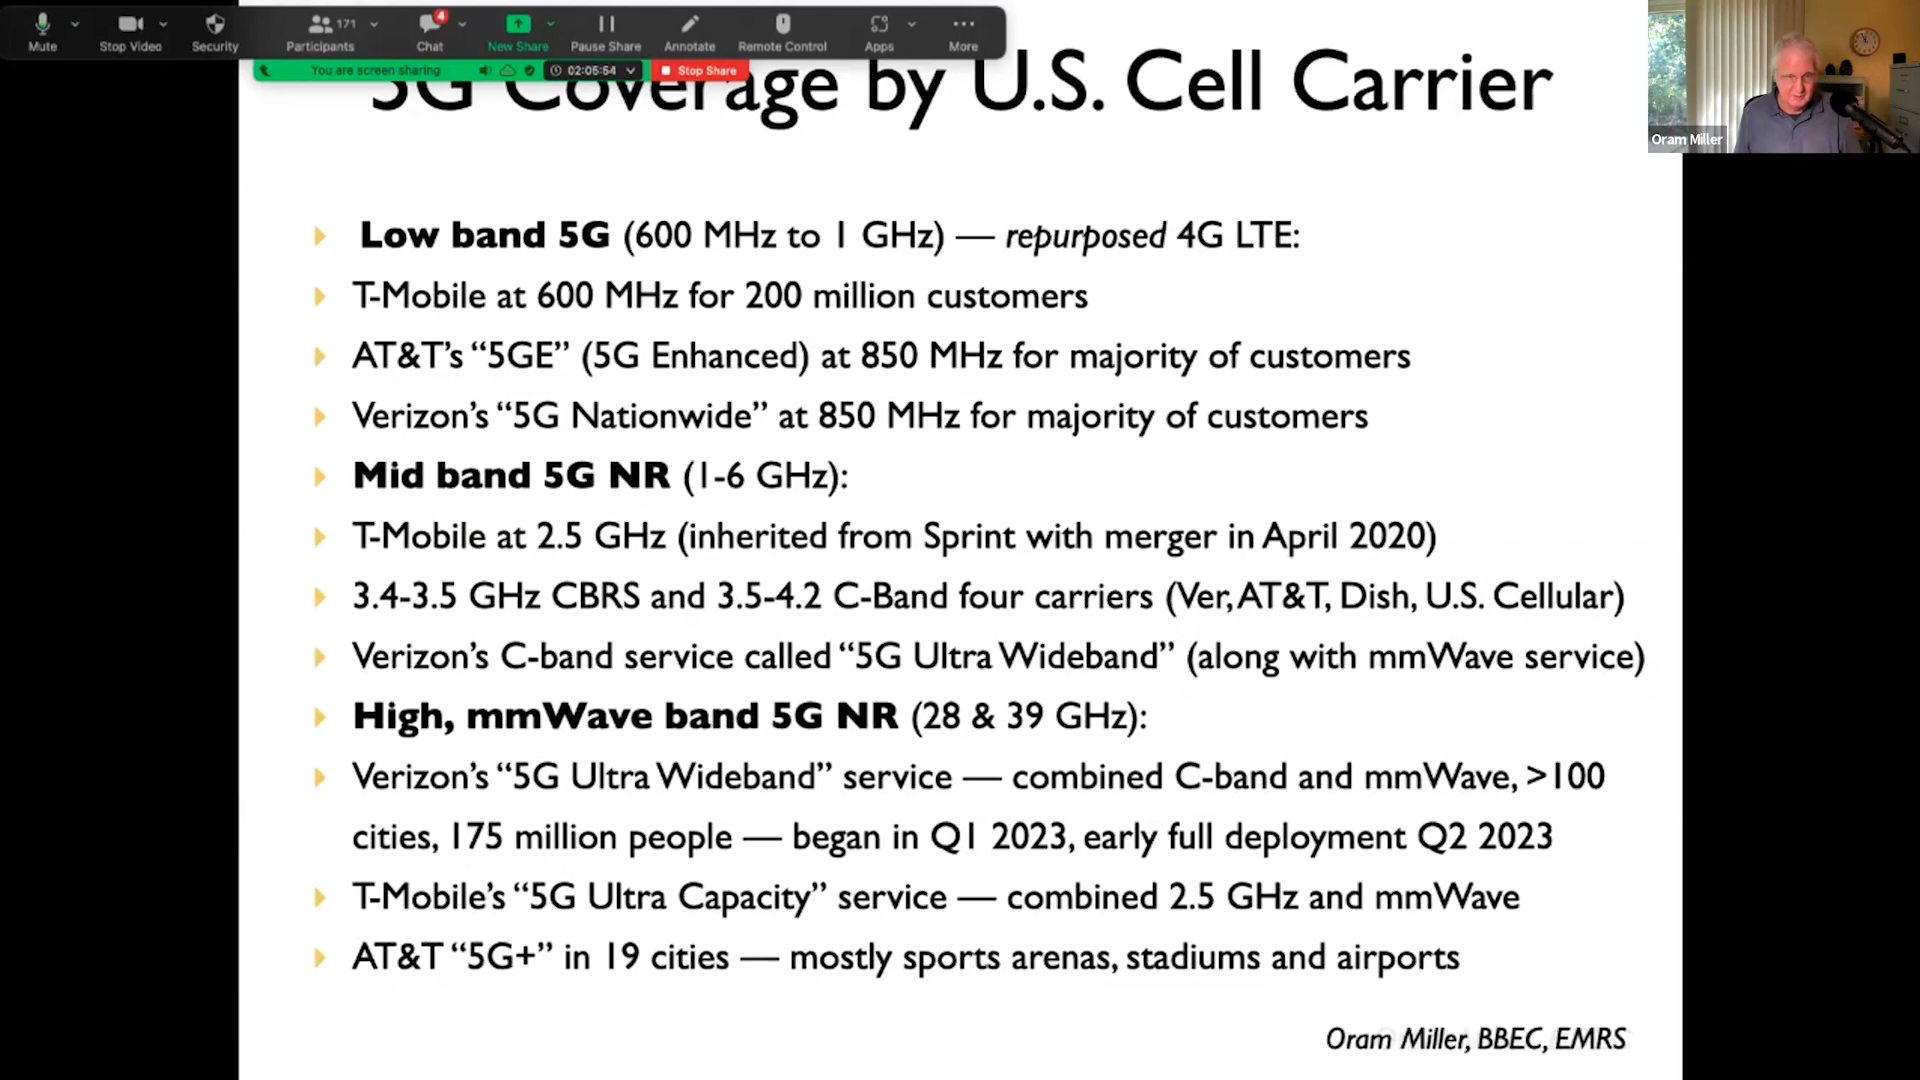 171
4
Mute
Stop Video
Security
Participants
Chat
New Share
Pause Share
Annotate
Remote Control
Apps
More
You are screen sharing
02:05:54
Stop Share
5G Coverage by U.S. Cell Carrier
Oram Miller
Low band 5G (600 MHz to 1 GHz) — repurposed 4G LTE:
T-Mobile at 600 MHz for 200 million customers
AT&T’s “5GE” (5G Enhanced) at 850 MHz for majority of customers
Verizon’s “5G Nationwide” at 850 MHz for majority of customers
Mid band 5G NR (1-6 GHz):
T-Mobile at 2.5 GHz (inherited from Sprint with merger in April 2020)
3.4-3.5 GHz CBRS and 3.5-4.2 C-Band four carriers (Ver, AT&T, Dish, U.S. Cellular)
Verizon’s C-band service called “5G Ultra Wideband” (along with mmWave service)
High, mmWave band 5G NR (28 & 39 GHz):
Verizon’s “5G Ultra Wideband” service — combined C-band and mmWave, >100
cities, 175 million people — began in Q1 2023, early full deployment Q2 2023
T-Mobile’s “5G Ultra Capacity” service — combined 2.5 GHz and mmWave
AT&T “5G+” in 19 cities — mostly sports arenas, stadiums and airports
Oram Miller, BBEC, EMRS